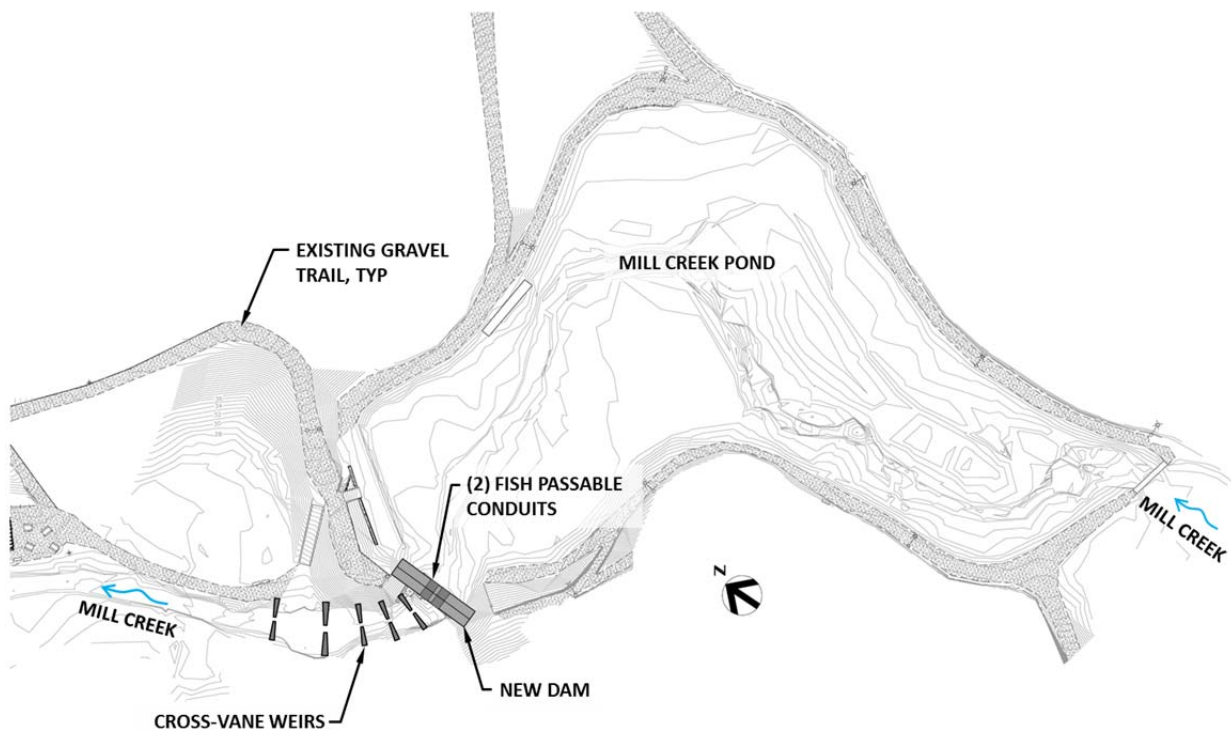 EXISTING GRAVEL
TRAIL, TYP
MILL CREEK POND
(2) FISH PASSABLE
CONDUITS
MILL CREEK
Z
MILL CREEK
NEW DAM
CROSS-VANE WEIRS